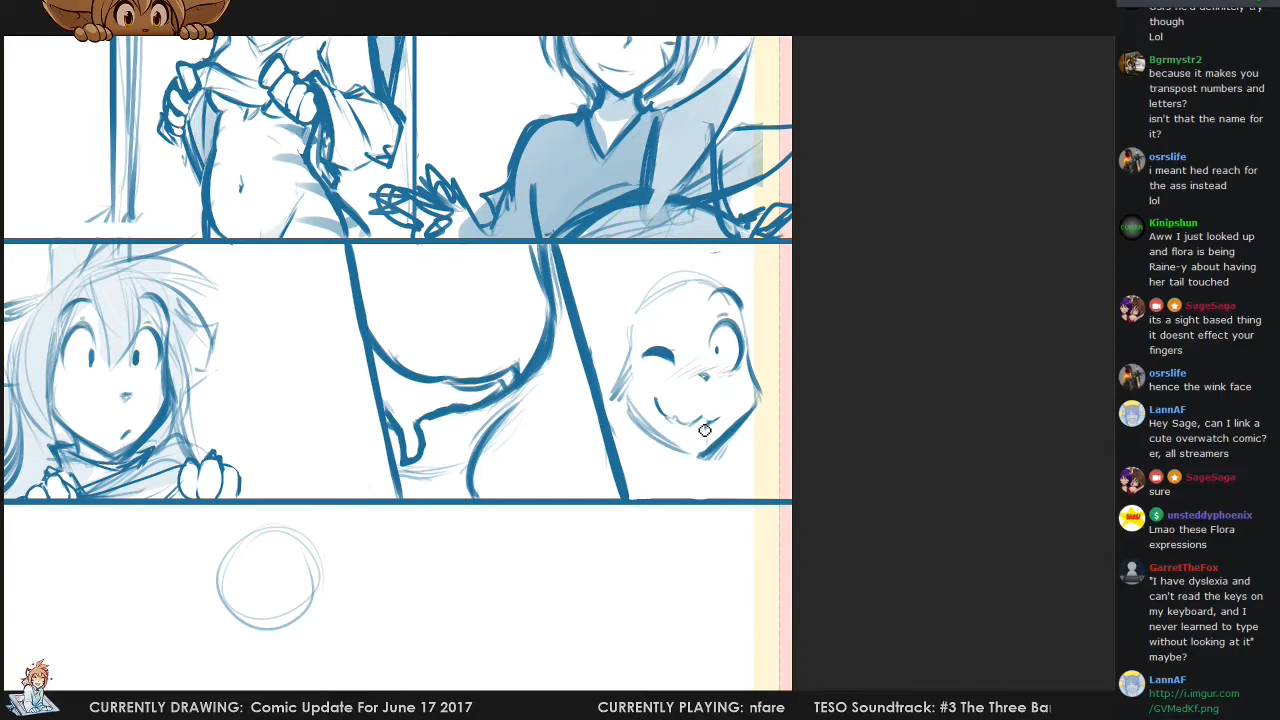 though
Lol
Bgrmystr2
because it makes you
transpost numbers and
letters?
isn't that the name for
it?
osrslife
i meant hed reach for
the ass instead
lol
Kinipshun
Aww I just looked up
and flora is being
Raine-y about having
her tail touched
SageSaga
its a sight based thing
it doesnt effect your
fingers
osrslife
hence the wink face
LannAF
Hey Sage, can I link a
cute overwatch comic?
er, all streamers
SageSaga
sure
unsteddyphoenix
Lmao these Flora
expressions
GarretTheFox
"I have dyslexia and
can't read the keys on
my keyboard, and I
never learned to type
without looking at it"
maybe?
LannAF
http://i.imgur.com
/GVMedKf.png
CURRENTLY DRAWING: Comic Update For June 17 2017
CURRENTLY PLAYING: nfare TESO Soundtrack: #3 The Three Ba